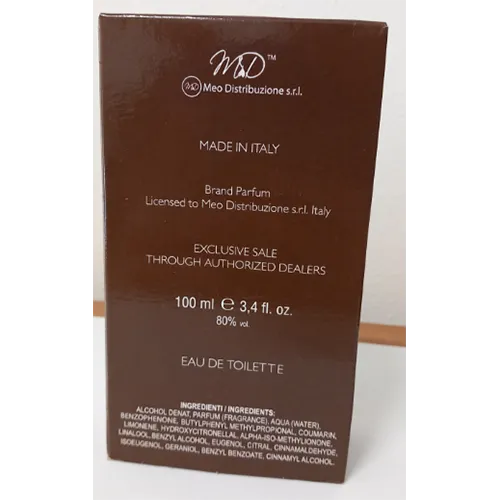 MD™
MD Meo Distribuzione s.r.l.
MADE IN ITALY
Brand Parfum
Licensed to Meo Distribuzione s.r.l. Italy
EXCLUSIVE SALE
THROUGH AUTHORIZED DEALERS
100 ml ℮ 3,4 fl. oz.
80% vol.
EAU DE TOILETTE
INGREDIENTI / INGREDIENTS:
ALCOHOL DENAT, PARFUM (FRAGRANCE), AQUA (WATER),
BENZOPHENONE, BUTYLPHENYL METHYLPROPIONAL, COUMARIN,
LIMONENE, HYDROXYCITRONELLAL, ALPHA-ISO-METHYLIONONE,
LINALOOL, BENZYL ALCOHOL, EUGENOL, CITRAL, CINNAMALDEHYDE,
ISOEUGENOL, GERANIOL, BENZYL BENZOATE, CINNAMYL ALCOHOL.